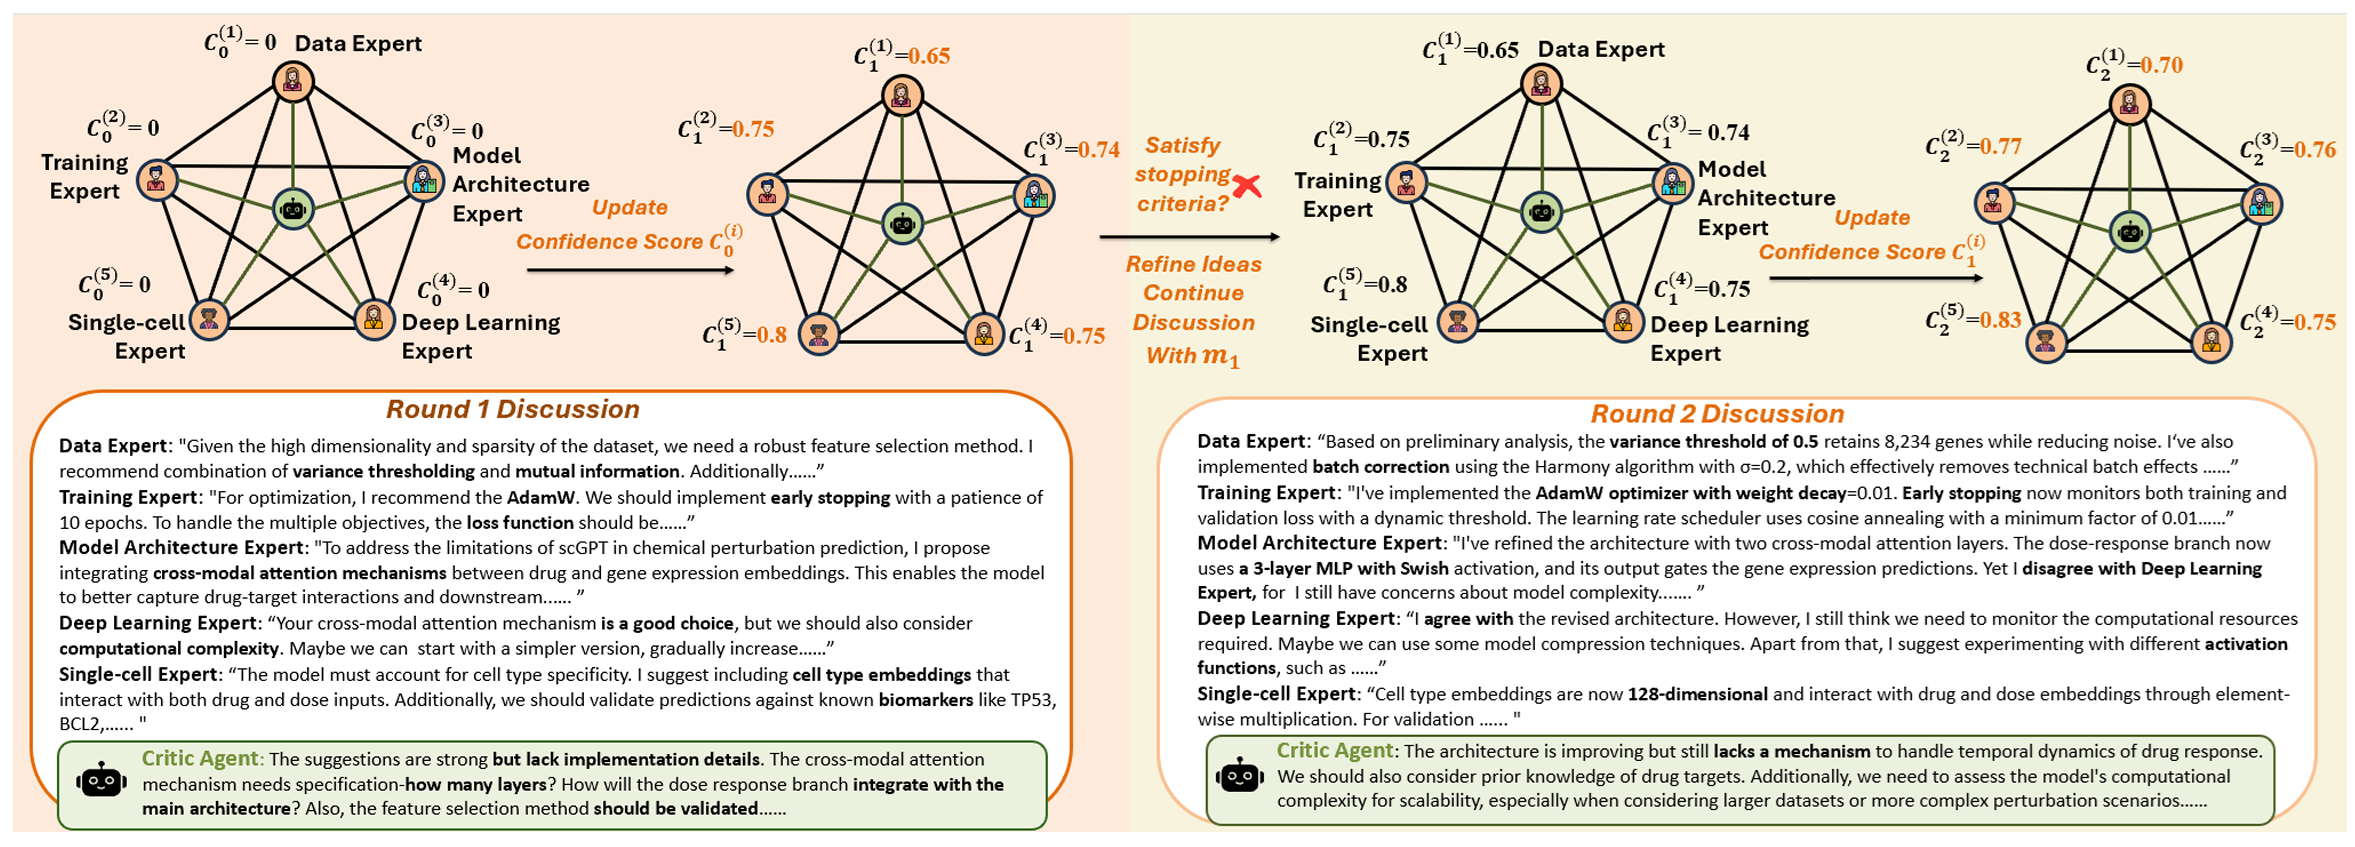 C₀⁽¹⁾= 0 Data Expert
C₀⁽²⁾= 0
Training
Expert
C₀⁽³⁾= 0
Model
Architecture
Expert
C₀⁽⁵⁾= 0
Single-cell
Expert
C₀⁽⁴⁾= 0
Deep Learning
Expert
Update
Confidence Score C₀⁽ⁱ⁾
C₁⁽¹⁾=0.65
C₁⁽²⁾=0.75
C₁⁽³⁾=0.74
C₁⁽⁵⁾=0.8
C₁⁽⁴⁾=0.75
Satisfy
stopping
criteria?
Refine Ideas
Continue
Discussion
With m₁
C₁⁽¹⁾=0.65 Data Expert
C₁⁽²⁾=0.75
Training
Expert
C₁⁽³⁾= 0.74
Model
Architecture
Expert
C₁⁽⁵⁾=0.8
Single-cell
Expert
C₁⁽⁴⁾=0.75
Deep Learning
Expert
Update
Confidence Score C₁⁽ⁱ⁾
C₂⁽¹⁾=0.70
C₂⁽²⁾=0.77
C₂⁽³⁾=0.76
C₂⁽⁵⁾=0.83
C₂⁽⁴⁾=0.75
Round 1 Discussion
Data Expert: "Given the high dimensionality and sparsity of the dataset, we need a robust feature selection method. I
recommend combination of variance thresholding and mutual information. Additionally......”
Training Expert: "For optimization, I recommend the AdamW. We should implement early stopping with a patience of
10 epochs. To handle the multiple objectives, the loss function should be......”
Model Architecture Expert: "To address the limitations of scGPT in chemical perturbation prediction, I propose
integrating cross-modal attention mechanisms between drug and gene expression embeddings. This enables the model
to better capture drug-target interactions and downstream...... ”
Deep Learning Expert: “Your cross-modal attention mechanism is a good choice, but we should also consider
computational complexity. Maybe we can start with a simpler version, gradually increase......”
Single-cell Expert: “The model must account for cell type specificity. I suggest including cell type embeddings that
interact with both drug and dose inputs. Additionally, we should validate predictions against known biomarkers like TP53,
BCL2,...... "
Critic Agent: The suggestions are strong but lack implementation details. The cross-modal attention
mechanism needs specification-how many layers? How will the dose response branch integrate with the
main architecture? Also, the feature selection method should be validated......
Round 2 Discussion
Data Expert: “Based on preliminary analysis, the variance threshold of 0.5 retains 8,234 genes while reducing noise. I‘ve also
implemented batch correction using the Harmony algorithm with σ=0.2, which effectively removes technical batch effects ......”
Training Expert: "I've implemented the AdamW optimizer with weight decay=0.01. Early stopping now monitors both training and
validation loss with a dynamic threshold. The learning rate scheduler uses cosine annealing with a minimum factor of 0.01......”
Model Architecture Expert: "I've refined the architecture with two cross-modal attention layers. The dose-response branch now
uses a 3-layer MLP with Swish activation, and its output gates the gene expression predictions. Yet I disagree with Deep Learning
Expert, for I still have concerns about model complexity....... ”
Deep Learning Expert: “I agree with the revised architecture. However, I still think we need to monitor the computational resources
required. Maybe we can use some model compression techniques. Apart from that, I suggest experimenting with different activation
functions, such as ......”
Single-cell Expert: “Cell type embeddings are now 128-dimensional and interact with drug and dose embeddings through element-
wise multiplication. For validation ...... "
Critic Agent: The architecture is improving but still lacks a mechanism to handle temporal dynamics of drug response.
We should also consider prior knowledge of drug targets. Additionally, we need to assess the model's computational
complexity for scalability, especially when considering larger datasets or more complex perturbation scenarios......